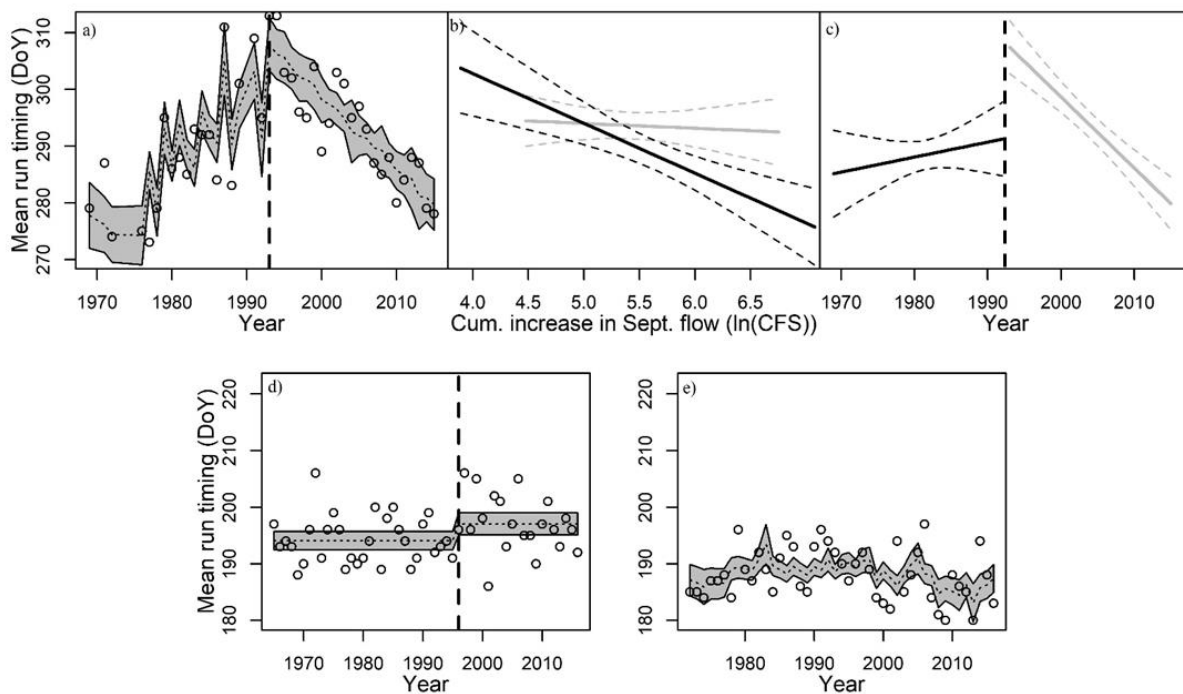 a)
b)
c)
Mean run timing (DoY)
270 280 290 300 310
1970 1980 1990 2000 2010
Year
4.0 4.5 5.0 5.5 6.0 6.5
Cum. increase in Sept. flow (ln(CFS))
1970 1980 1990 2000 2010
Year
d)
e)
Mean run timing (DoY)
180 190 200 210 220
1970 1980 1990 2000 2010
Year
180 190 200 210 220
1980 1990 2000 2010
Year